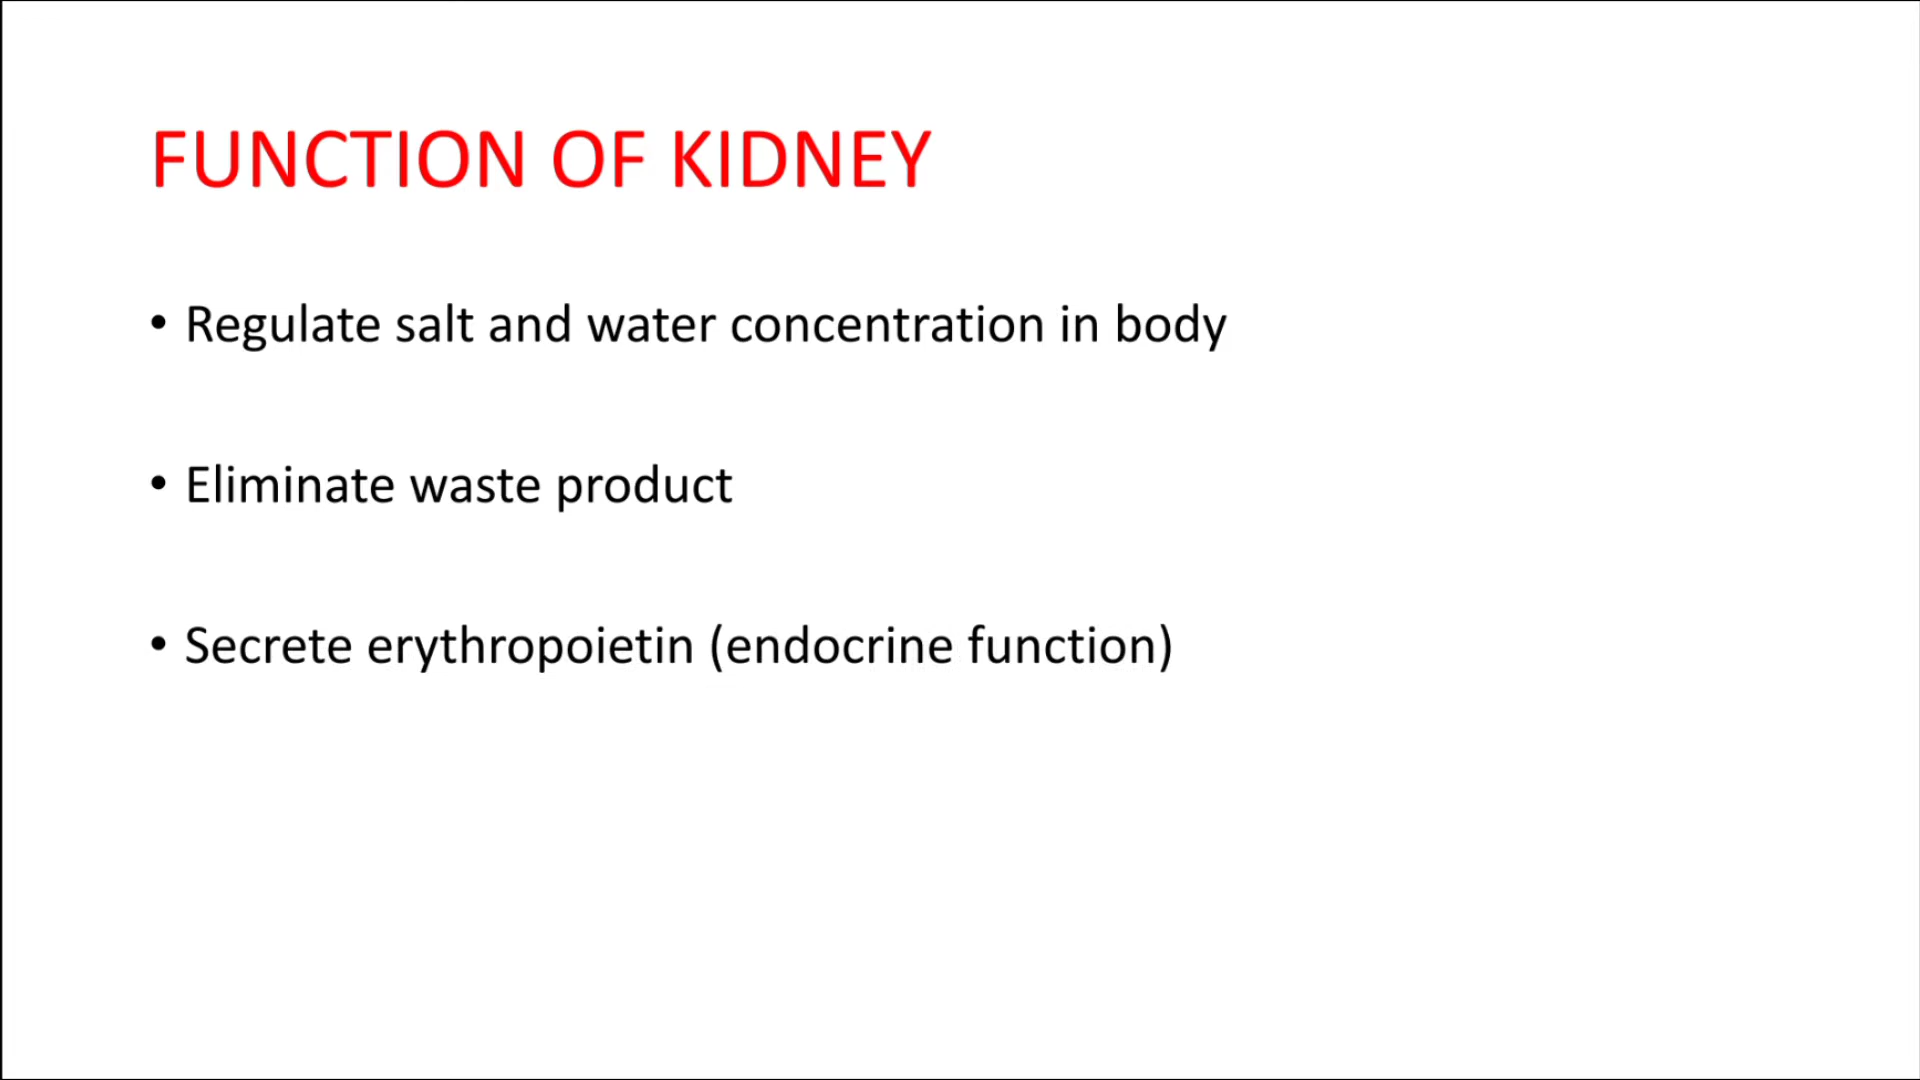 FUNCTION OF KIDNEY
• Regulate salt and water concentration in body
• Eliminate waste product
• Secrete erythropoietin (endocrine function)